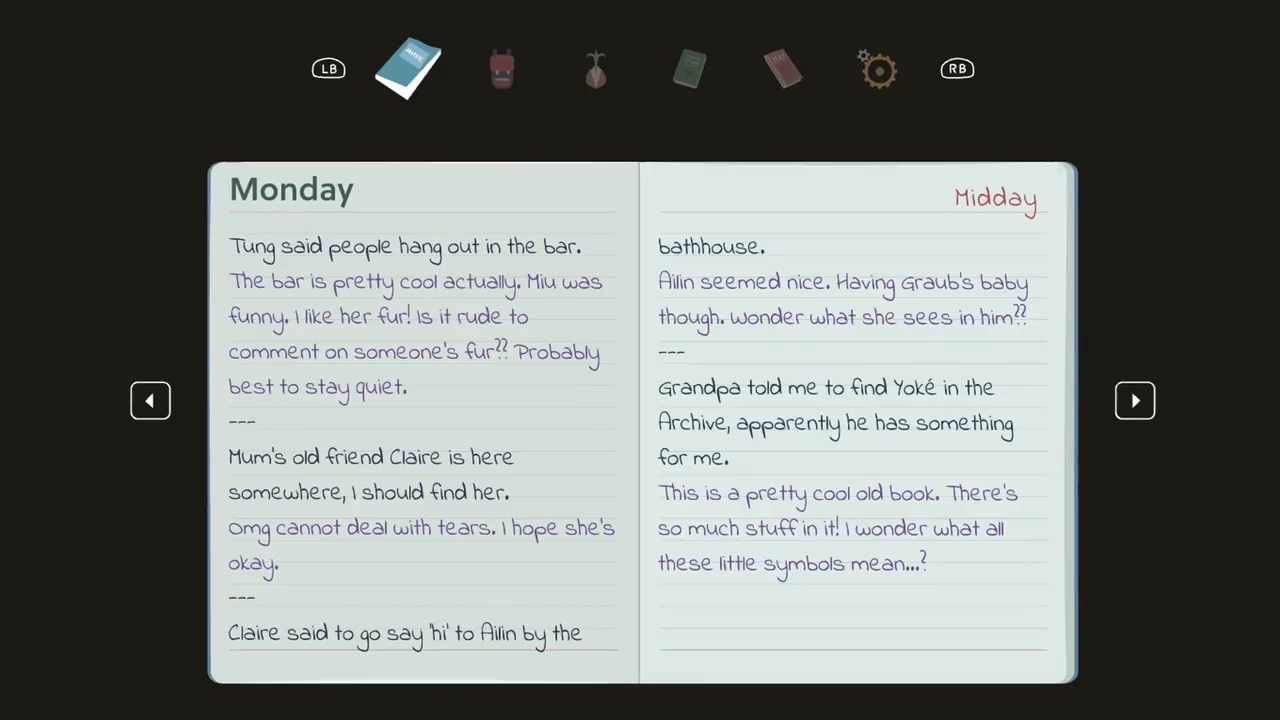 LB
RB
Monday
Midday
Tung said people hang out in the bar.
The bar is pretty cool actually. Miu was
funny. I like her fur! Is it rude to
comment on someone's fur?? Probably
best to stay quiet.
---
Mum's old friend Claire is here
somewhere, I should find her.
Omg cannot deal with tears. I hope she's
okay.
---
Claire said to go say 'hi' to Ailin by the
bathhouse.
Ailin seemed nice. Having Graub's baby
though. Wonder what she sees in him??
---
Grandpa told me to find Yoké in the
Archive, apparently he has something
for me.
This is a pretty cool old book. There's
so much stuff in it! I wonder what all
these little symbols mean...?